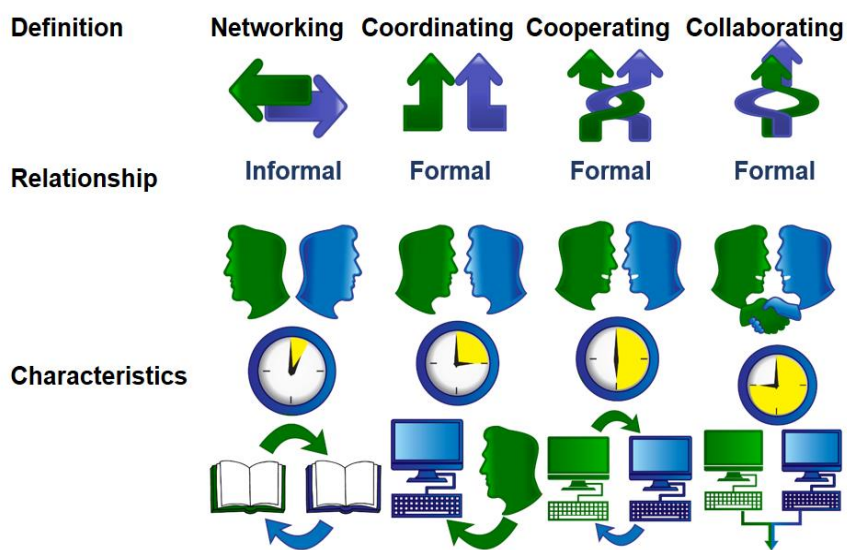 Definition Networking Coordinating Cooperating Collaborating
Relationship Informal Formal Formal Formal
Characteristics